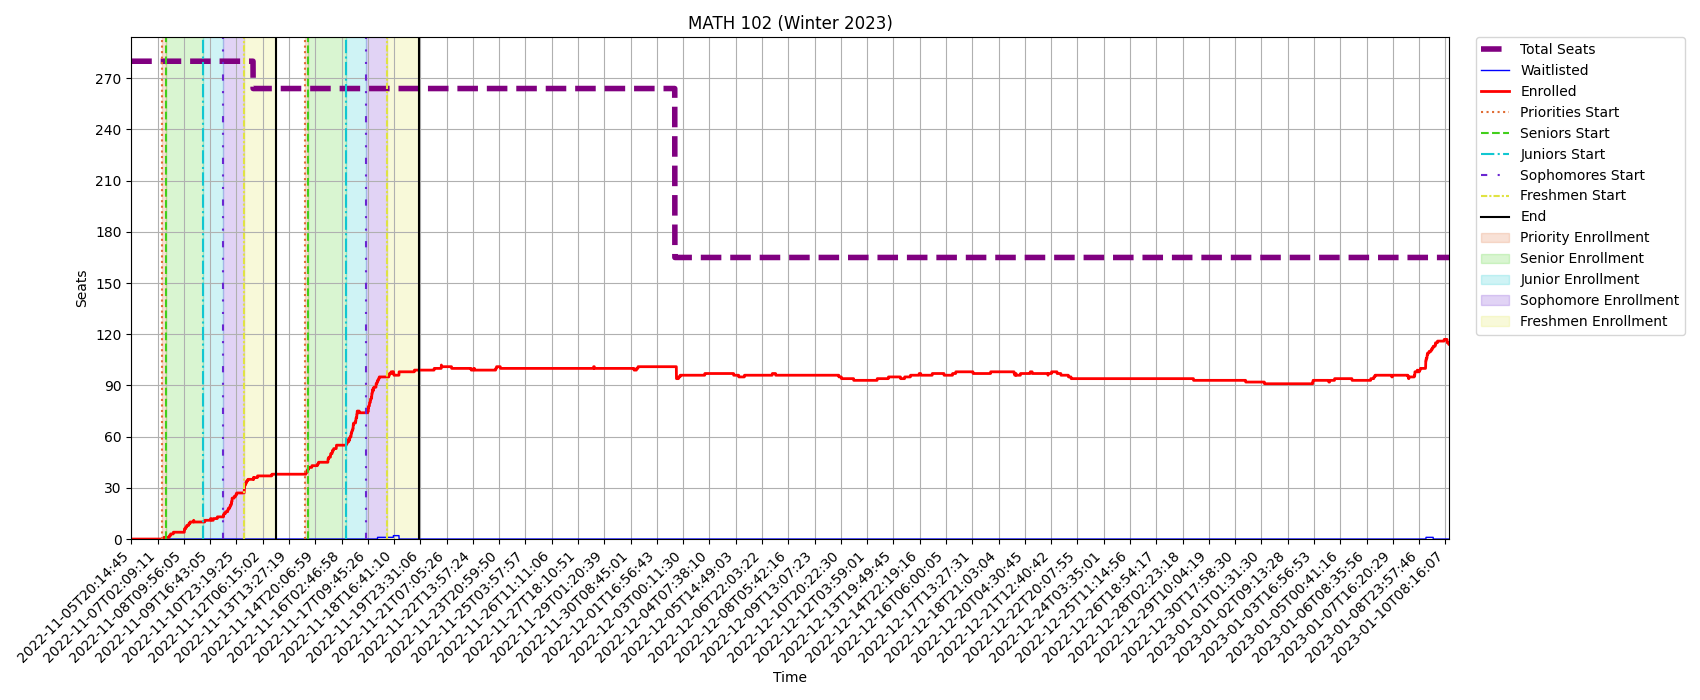 MATH 102 (Winter 2023)
Seats
270
240
210
180
150
120
90
60
30
0
2022-11-05T20:14:45
2022-11-07T02:09:11
2022-11-08T09:56:05
2022-11-09T16:43:05
2022-11-10T23:19:25
2022-11-12T06:15:02
2022-11-13T13:27:19
2022-11-14T20:06:59
2022-11-16T02:46:58
2022-11-17T09:45:26
2022-11-18T16:41:10
2022-11-19T23:31:06
2022-11-21T07:05:26
2022-11-22T13:57:24
2022-11-23T20:59:50
2022-11-25T03:57:57
2022-11-26T11:11:06
2022-11-27T18:10:51
2022-11-29T01:20:39
2022-11-30T08:45:01
2022-12-01T16:56:43
2022-12-03T00:11:30
2022-12-04T07:38:10
2022-12-05T14:49:03
2022-12-06T22:03:22
2022-12-08T05:42:16
2022-12-09T13:07:23
2022-12-10T20:22:30
2022-12-12T03:59:01
2022-12-13T19:49:45
2022-12-14T22:19:16
2022-12-16T06:00:05
2022-12-17T13:27:31
2022-12-18T21:03:04
2022-12-20T04:30:45
2022-12-21T12:40:42
2022-12-22T20:07:55
2022-12-24T03:35:01
2022-12-25T11:14:56
2022-12-26T18:54:17
2022-12-28T02:23:18
2022-12-29T10:04:19
2022-12-30T17:58:30
2023-01-01T01:31:30
2023-01-02T09:13:28
2023-01-03T16:56:53
2023-01-05T00:41:16
2023-01-06T08:35:56
2023-01-07T16:20:29
2023-01-08T23:57:46
2023-01-10T08:16:07
Time
Total Seats
Waitlisted
Enrolled
Priorities Start
Seniors Start
Juniors Start
Sophomores Start
Freshmen Start
End
Priority Enrollment
Senior Enrollment
Junior Enrollment
Sophomore Enrollment
Freshmen Enrollment